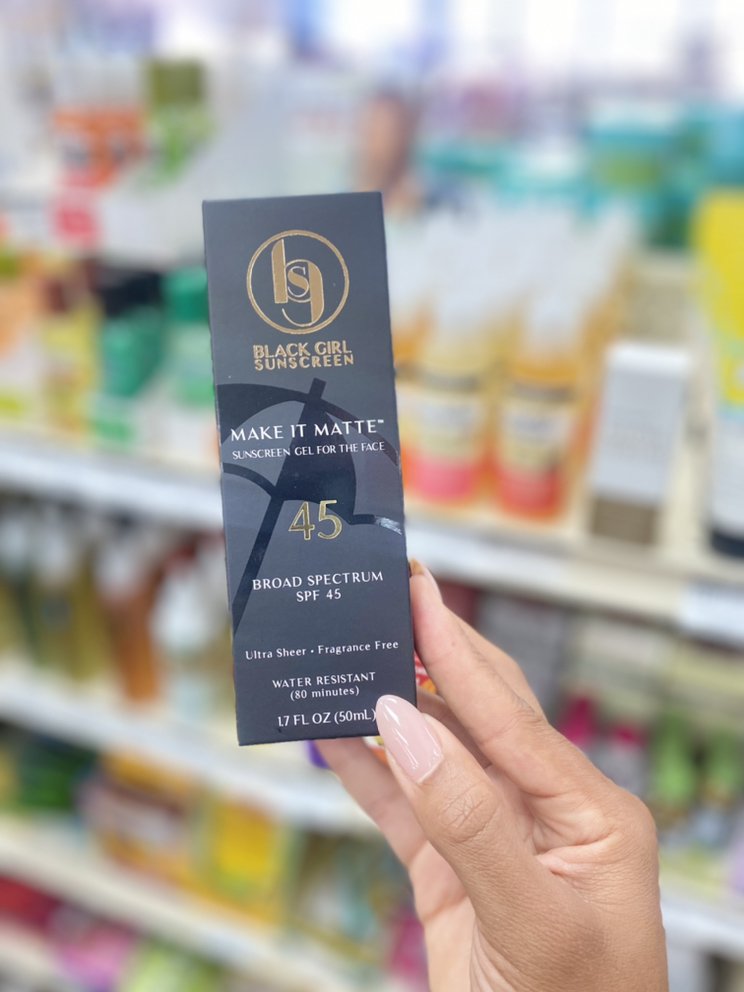 bsg
BLACK GIRL
SUNSCREEN
MAKE IT MATTE™
SUNSCREEN GEL FOR THE FACE
45
BROAD SPECTRUM
SPF 45
Ultra Sheer • Fragrance Free
WATER RESISTANT
(80 minutes)
1.7 FL OZ (50mL)